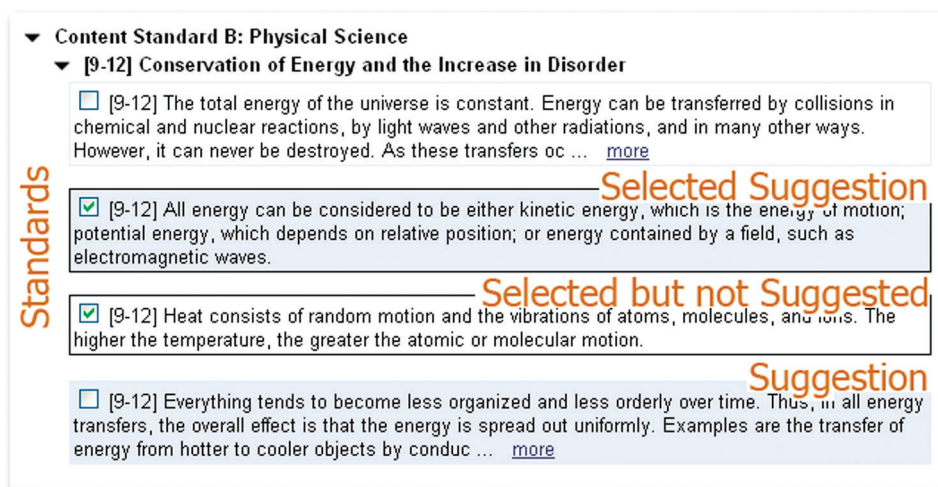 Content Standard B: Physical Science
[9-12] Conservation of Energy and the Increase in Disorder
[9-12] The total energy of the universe is constant. Energy can be transferred by collisions in
chemical and nuclear reactions, by light waves and other radiations, and in many other ways.
However, it can never be destroyed. As these transfers oc ... more
Standards
Selected Suggestion
[9-12] All energy can be considered to be either kinetic energy, which is the energy of motion;
potential energy, which depends on relative position; or energy contained by a field, such as
electromagnetic waves.
Selected but not Suggested
[9-12] Heat consists of random motion and the vibrations of atoms, molecules, and ions. The
higher the temperature, the greater the atomic or molecular motion.
Suggestion
[9-12] Everything tends to become less organized and less orderly over time. Thus, in all energy
transfers, the overall effect is that the energy is spread out uniformly. Examples are the transfer of
energy from hotter to cooler objects by conduc ... more